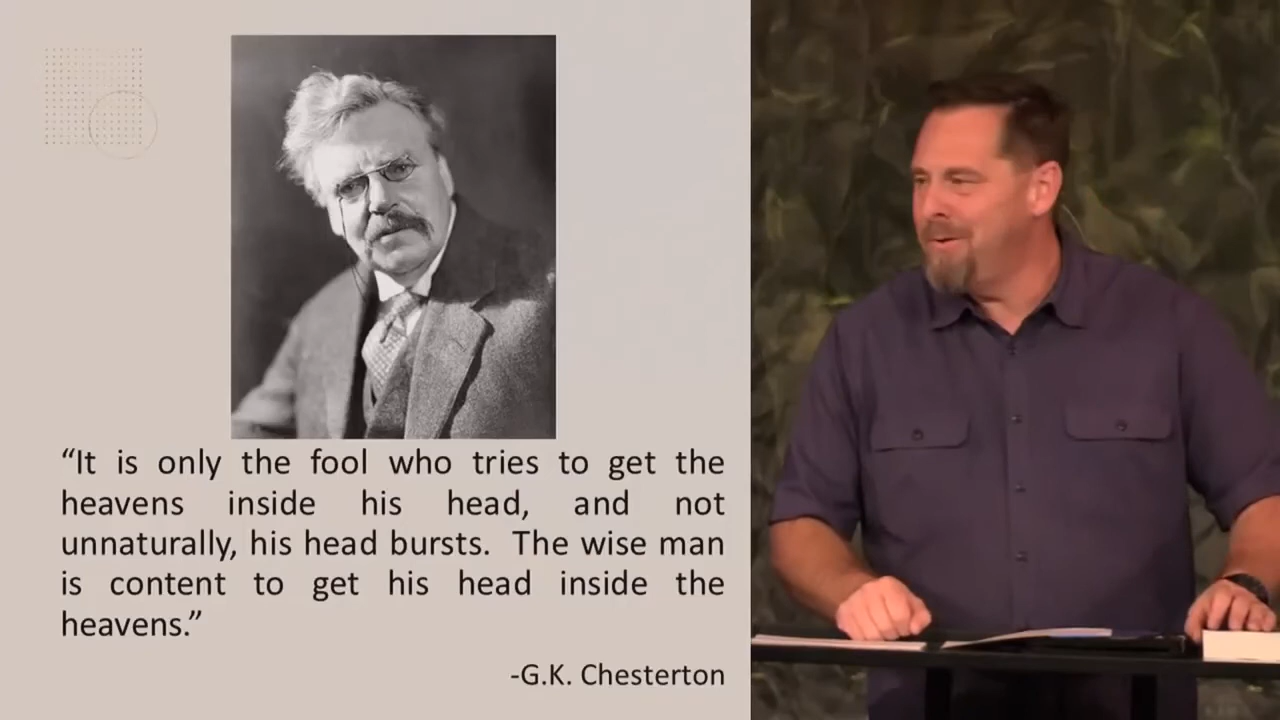 “It is only the fool who tries to get the
heavens inside his head, and not
unnaturally, his head bursts.  The wise man
is content to get his head inside the
heavens.”
-G.K. Chesterton